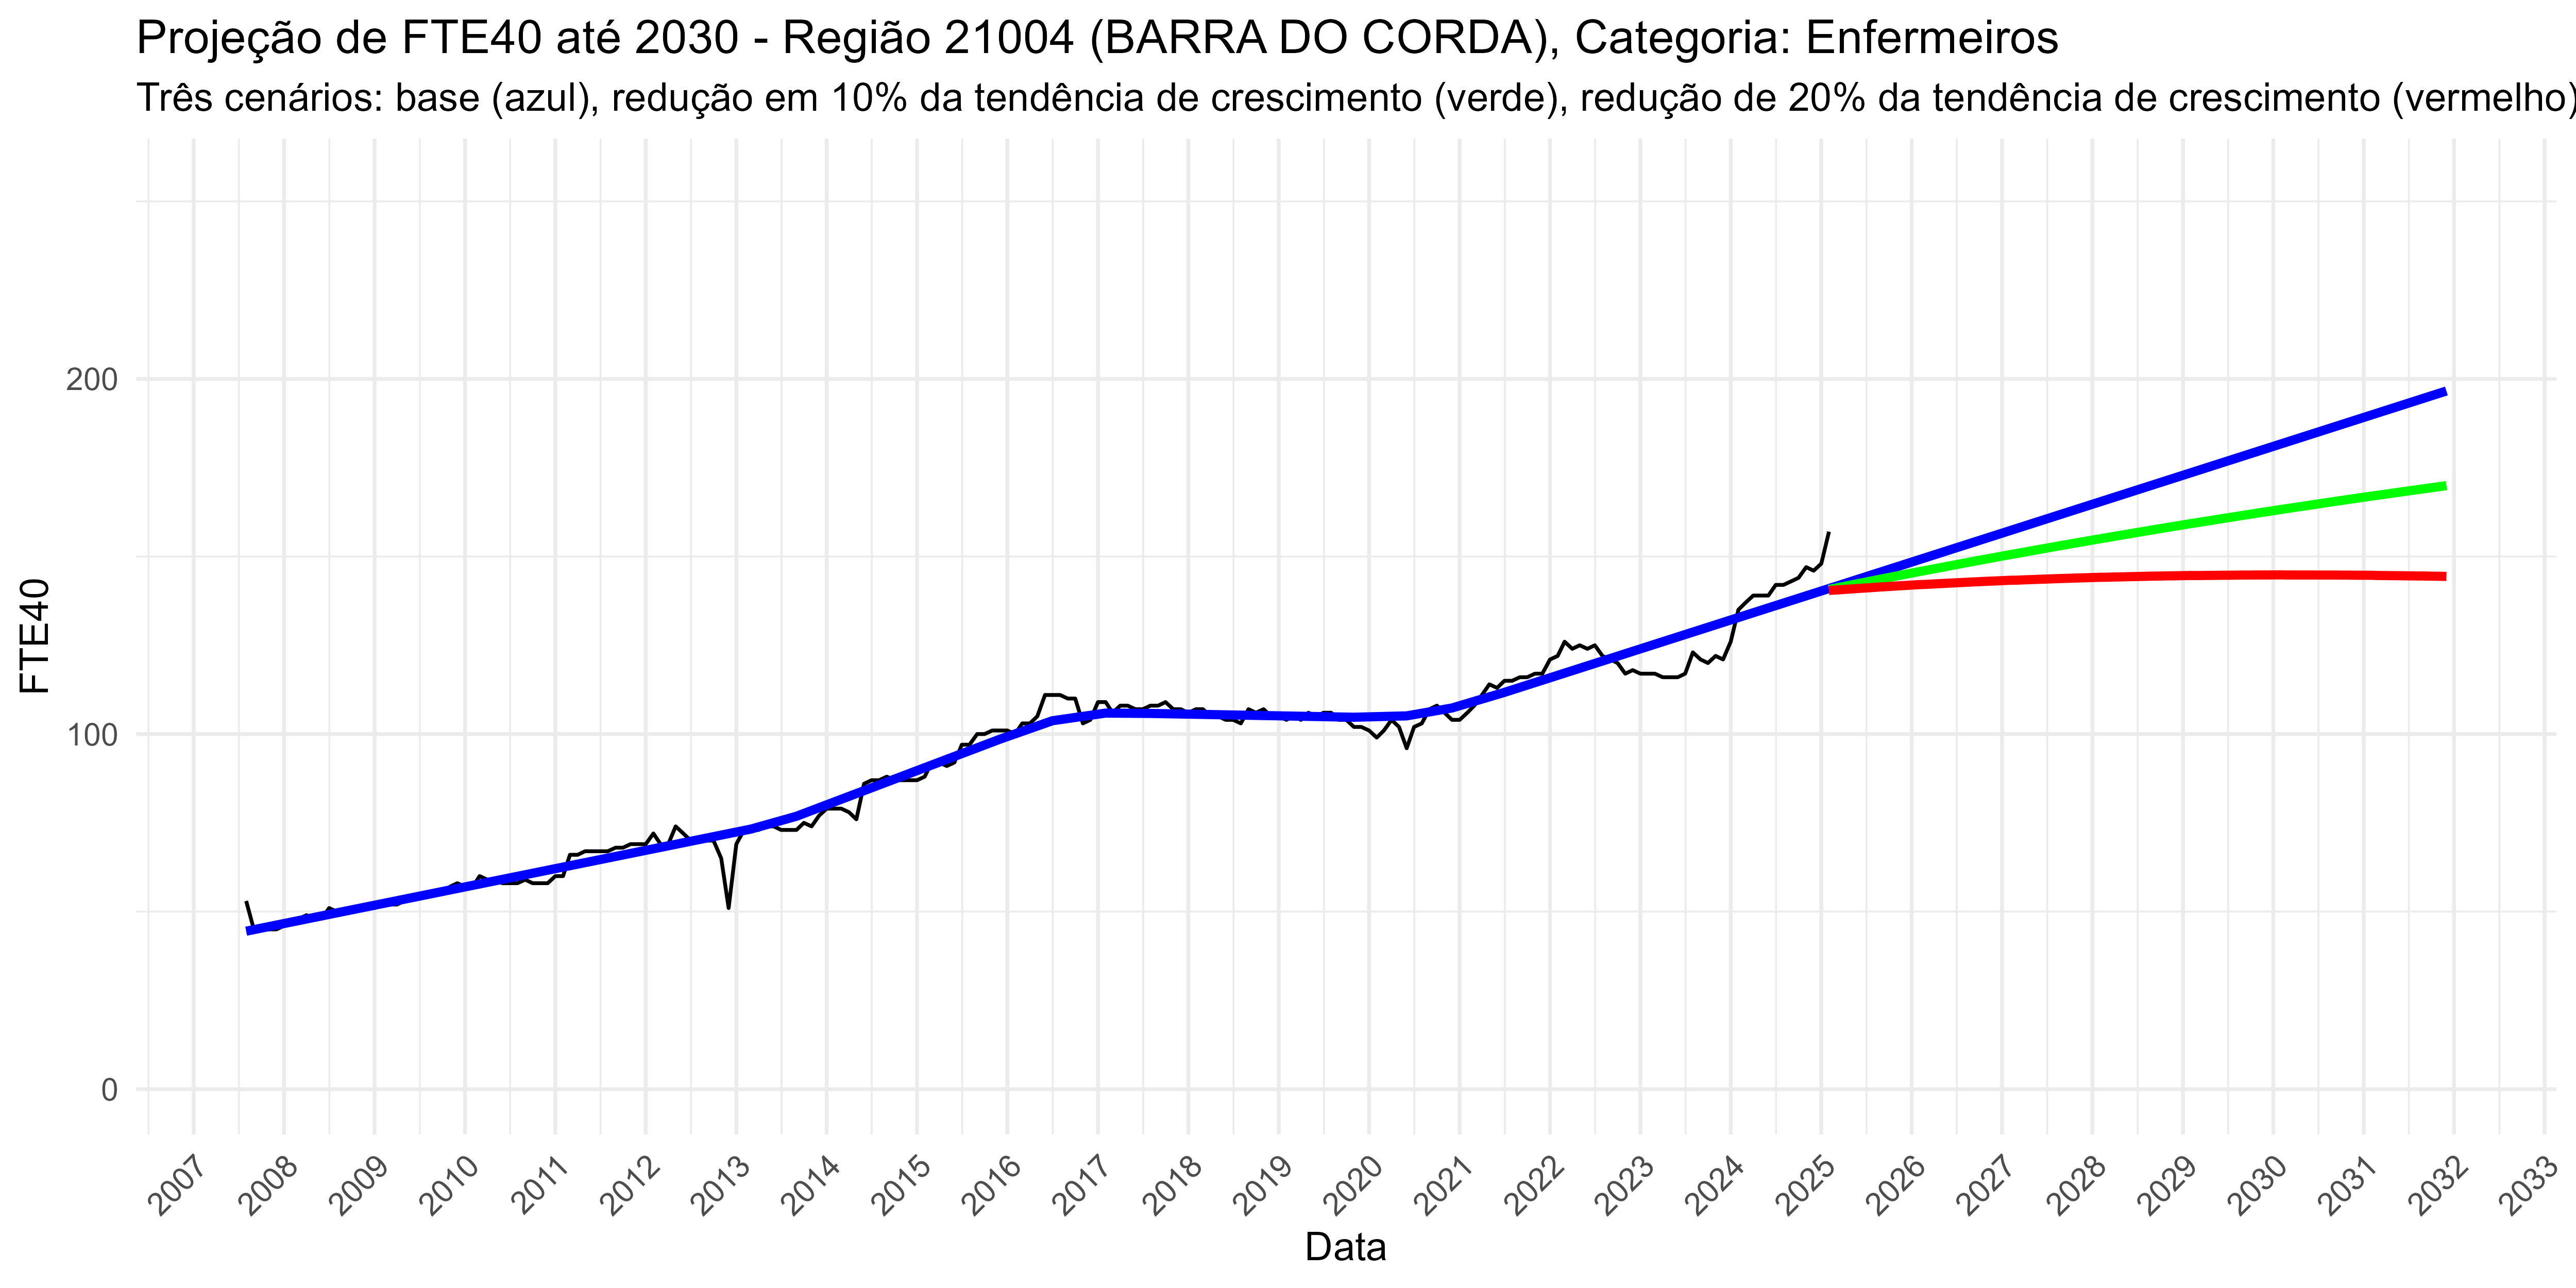 Projeção de FTE40 até 2030 - Região 21004 (BARRA DO CORDA), Categoria: Enfermeiros
Três cenários: base (azul), redução em 10% da tendência de crescimento (verde), redução de 20% da tendência de crescimento (vermelho)
FTE40
200
100
0
2007 2008 2009 2010 2011 2012 2013 2014 2015 2016 2017 2018 2019 2020 2021 2022 2023 2024 2025 2026 2027 2028 2029 2030 2031 2032 2033
Data